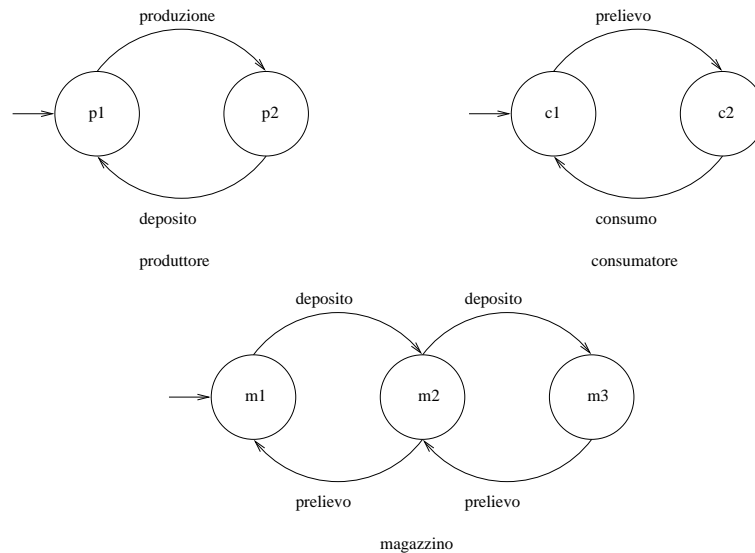 produzione
p1
p2
deposito
produttore
prelievo
c1
c2
consumo
consumatore
deposito
deposito
m1
m2
m3
prelievo
prelievo
magazzino